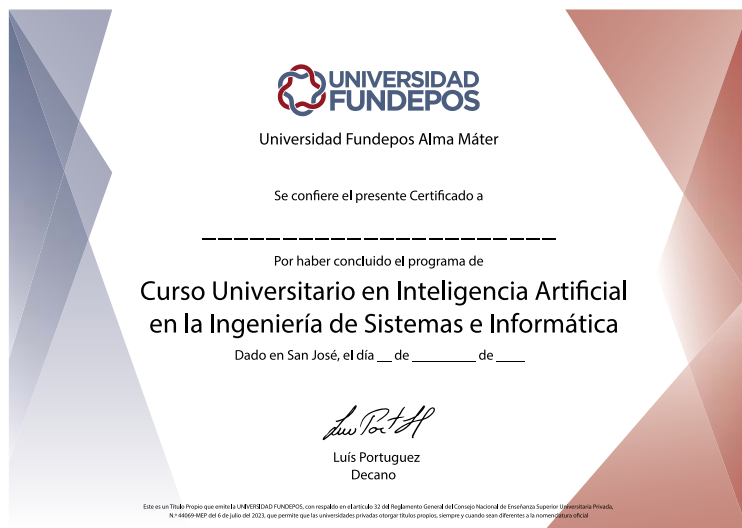 UNIVERSIDAD
FUNDEPOS
Universidad Fundepos Alma Máter
Se confiere el presente Certificado a
______________________
Por haber concluido el programa de
Curso Universitario en Inteligencia Artificial
en la Ingeniería de Sistemas e Informática
Dado en San José, el día __ de _________ de ____
Luís Portuguez
Decano
Este es un Título Propio que emite la UNIVERSIDAD FUNDEPOS, con respaldo en el artículo 32 del Reglamento General del Consejo Nacional de Enseñanza Superior Universitaria Privada,
N.º 44069-MEP del 6 de julio del 2023, que permite que las universidades privadas otorgar títulos propios, siempre y cuando sean diferentes a la nomenclatura oficial